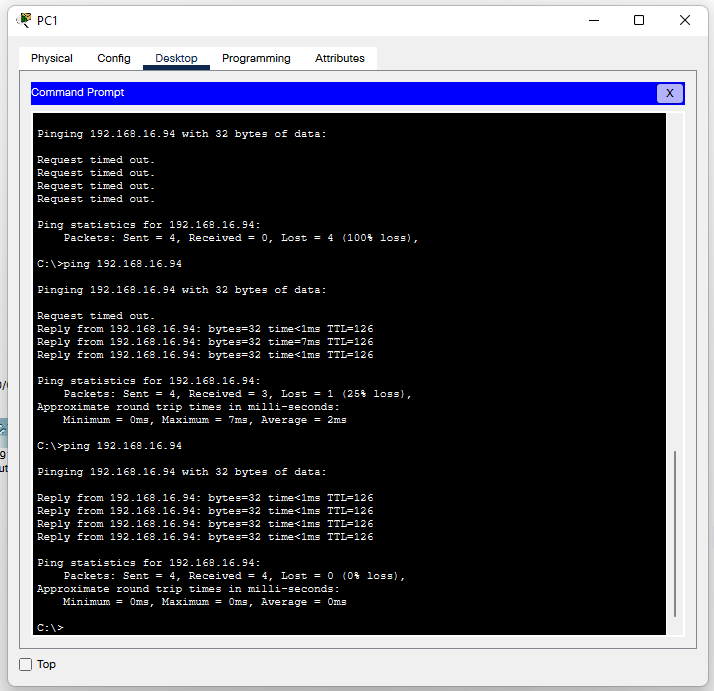 PC1
Physical Config Desktop Programming Attributes
Command Prompt X
Pinging 192.168.16.94 with 32 bytes of data:
Request timed out.
Request timed out.
Request timed out.
Request timed out.
Ping statistics for 192.168.16.94:
Packets: Sent = 4, Received = 0, Lost = 4 (100% loss),
C:\>ping 192.168.16.94
Pinging 192.168.16.94 with 32 bytes of data:
Request timed out.
Reply from 192.168.16.94: bytes=32 time<1ms TTL=126
Reply from 192.168.16.94: bytes=32 time=7ms TTL=126
Reply from 192.168.16.94: bytes=32 time<1ms TTL=126
Ping statistics for 192.168.16.94:
Packets: Sent = 4, Received = 3, Lost = 1 (25% loss),
Approximate round trip times in milli-seconds:
Minimum = 0ms, Maximum = 7ms, Average = 2ms
C:\>ping 192.168.16.94
Pinging 192.168.16.94 with 32 bytes of data:
Reply from 192.168.16.94: bytes=32 time<1ms TTL=126
Reply from 192.168.16.94: bytes=32 time<1ms TTL=126
Reply from 192.168.16.94: bytes=32 time<1ms TTL=126
Reply from 192.168.16.94: bytes=32 time<1ms TTL=126
Ping statistics for 192.168.16.94:
Packets: Sent = 4, Received = 4, Lost = 0 (0% loss),
Approximate round trip times in milli-seconds:
Minimum = 0ms, Maximum = 0ms, Average = 0ms
C:\>
Top